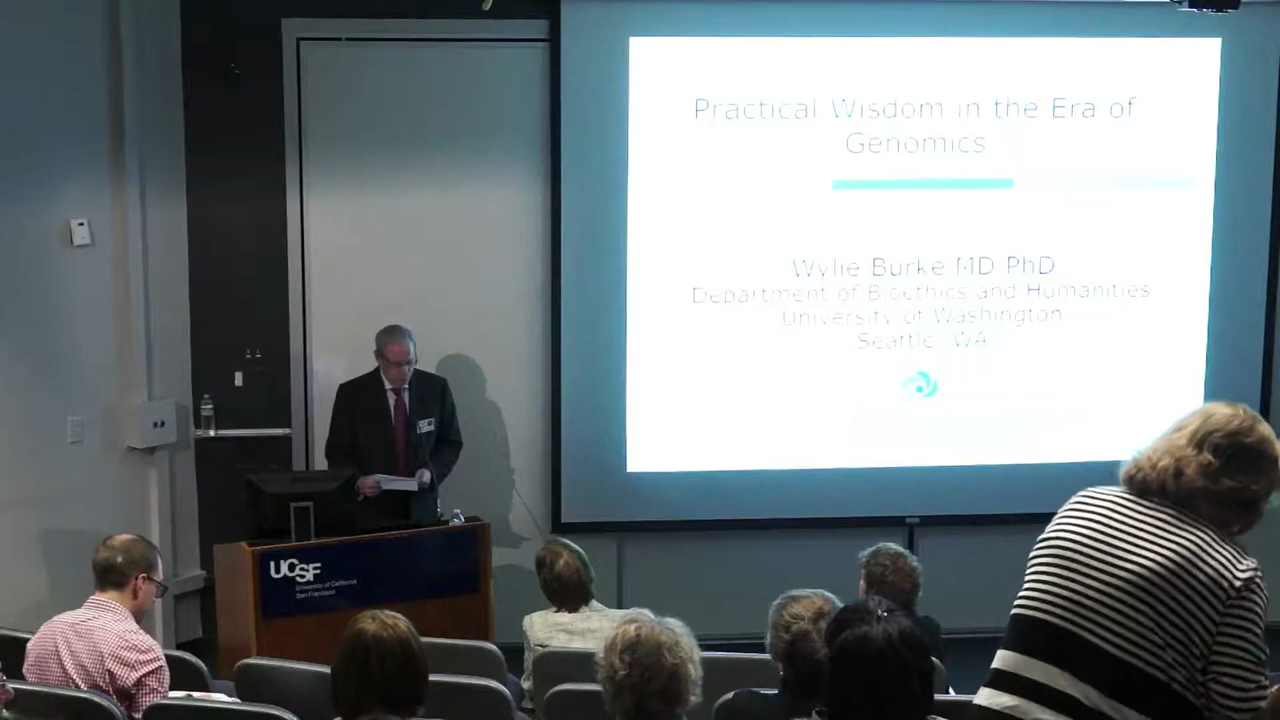 Practical Wisdom in the Era of
Genomics
Wylie Burke MD PhD
Department of Bioethics and Humanities
University of Washington
Seattle WA
UCSF
University of California
San Francisco